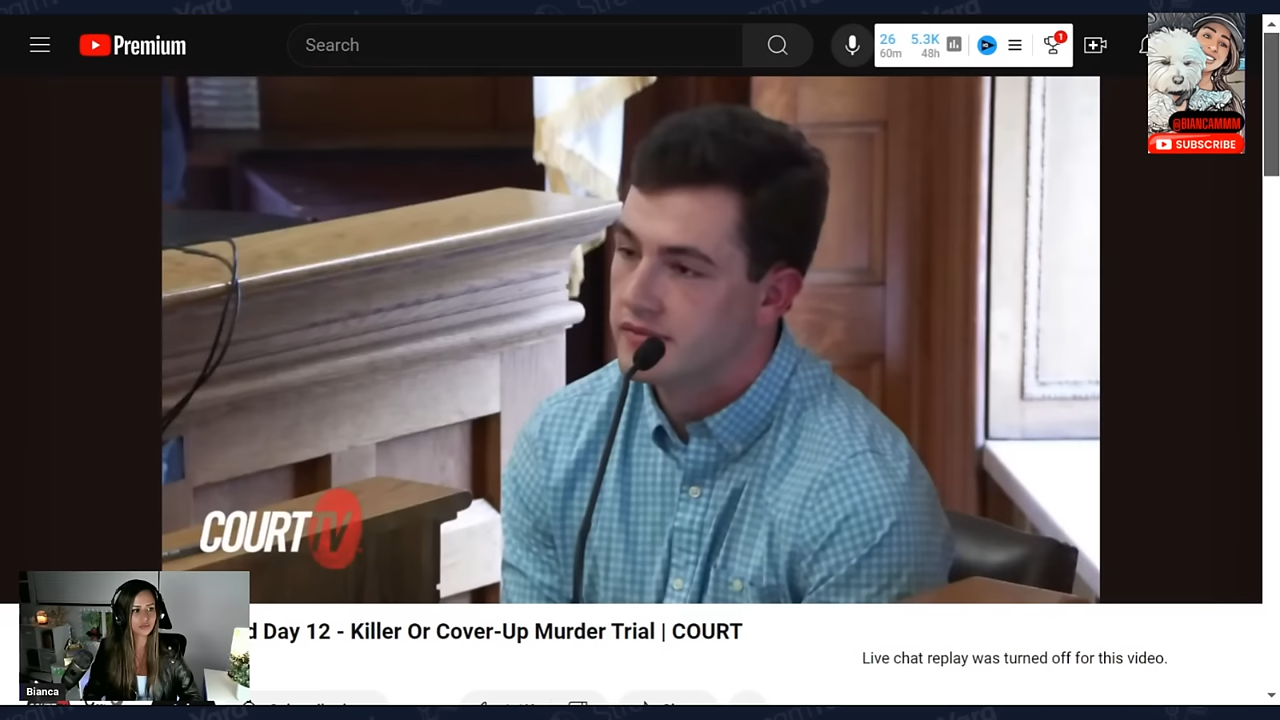 Premium
Search
26
5.3K
1
60m
48h
@BIANCAMMM
SUBSCRIBE
COURT TV
d Day 12 - Killer Or Cover-Up Murder Trial | COURT
Live chat replay was turned off for this video.
Bianca